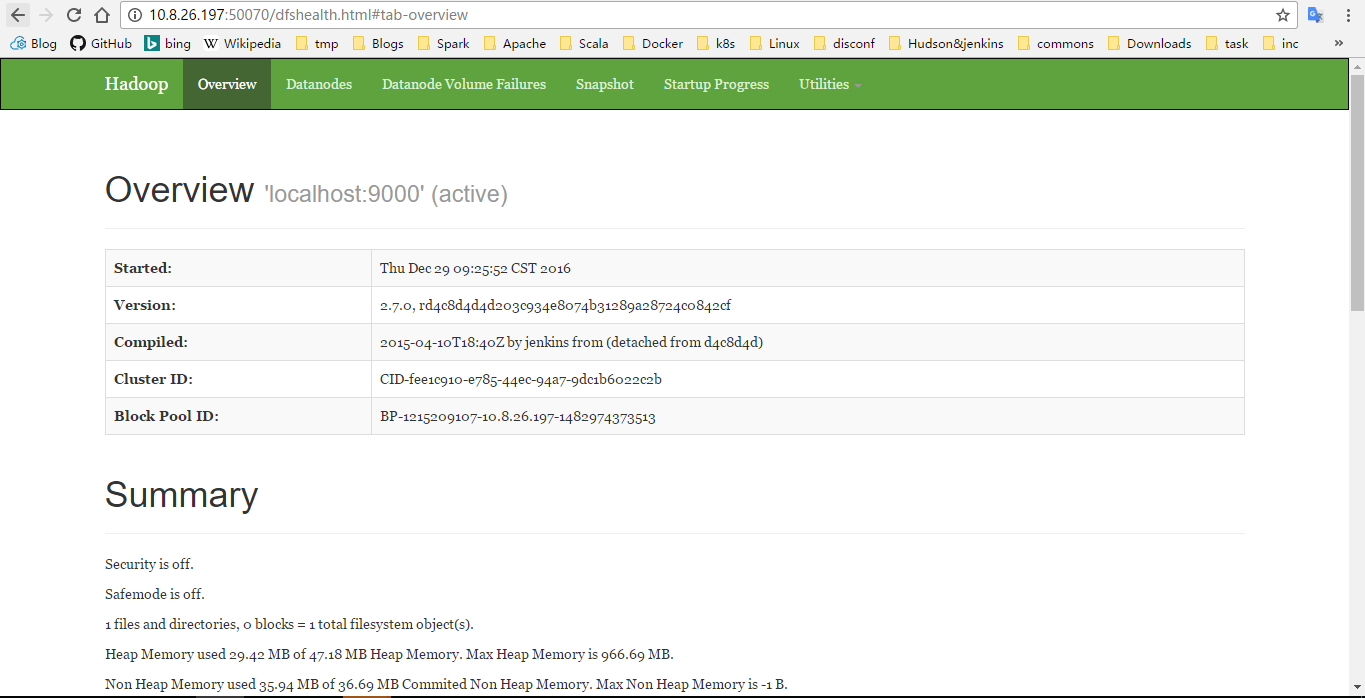 10.8.26.197:50070/dfshealth.html#tab-overview
Blog GitHub bing W Wikipedia tmp Blogs Spark Apache Scala Docker k8s Linux disconf Hudson&jenkins commons Downloads task inc »
Hadoop Overview Datanodes Datanode Volume Failures Snapshot Startup Progress Utilities
Overview 'localhost:9000' (active)
Started: Thu Dec 29 09:25:52 CST 2016
Version: 2.7.0, rd4c8d4d4d203c934e8074b31289a28724c0842cf
Compiled: 2015-04-10T18:40Z by jenkins from (detached from d4c8d4d)
Cluster ID: CID-fee1c910-e785-44ec-94a7-9dc1b6022c2b
Block Pool ID: BP-1215209107-10.8.26.197-1482974373513
Summary
Security is off.
Safemode is off.
1 files and directories, 0 blocks = 1 total filesystem object(s).
Heap Memory used 29.42 MB of 47.18 MB Heap Memory. Max Heap Memory is 966.69 MB.
Non Heap Memory used 35.94 MB of 36.69 MB Commited Non Heap Memory. Max Non Heap Memory is -1 B.